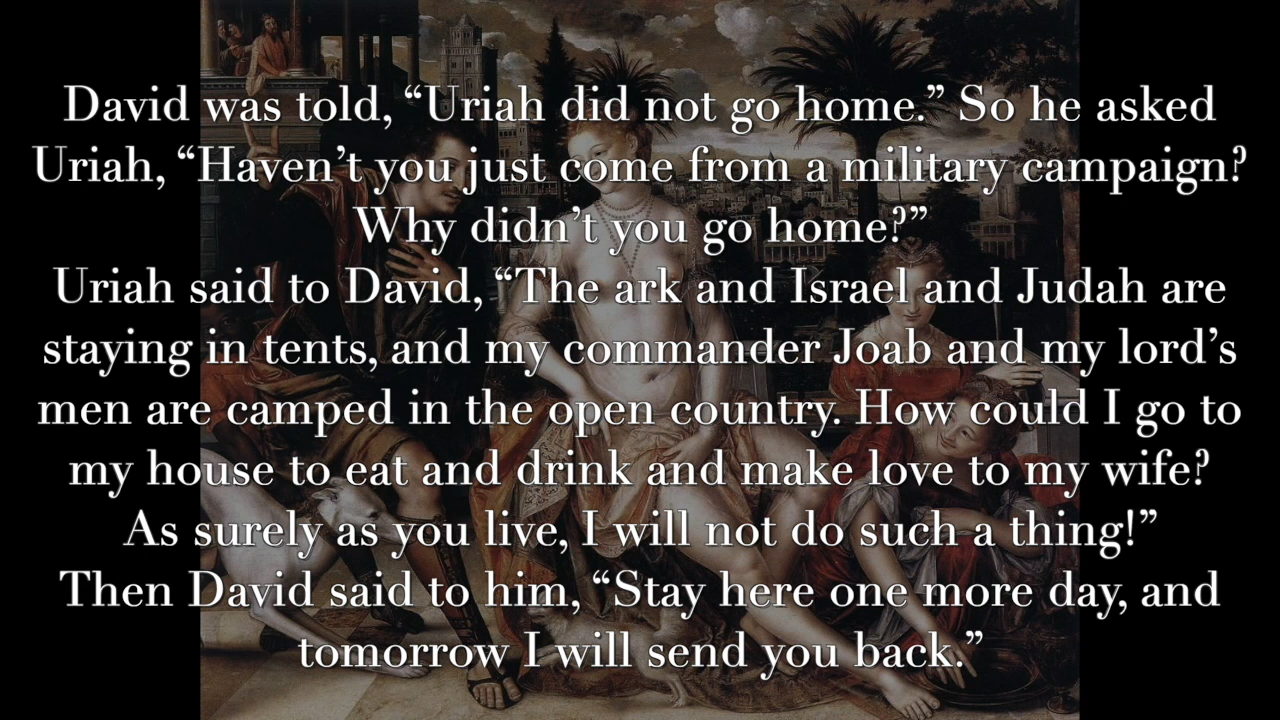 David was told, “Uriah did not go home.” So he asked
Uriah, “Haven’t you just come from a military campaign?
Why didn’t you go home?”
Uriah said to David, “The ark and Israel and Judah are
staying in tents, and my commander Joab and my lord’s
men are camped in the open country. How could I go to
my house to eat and drink and make love to my wife?
As surely as you live, I will not do such a thing!”
Then David said to him, “Stay here one more day, and
tomorrow I will send you back.”